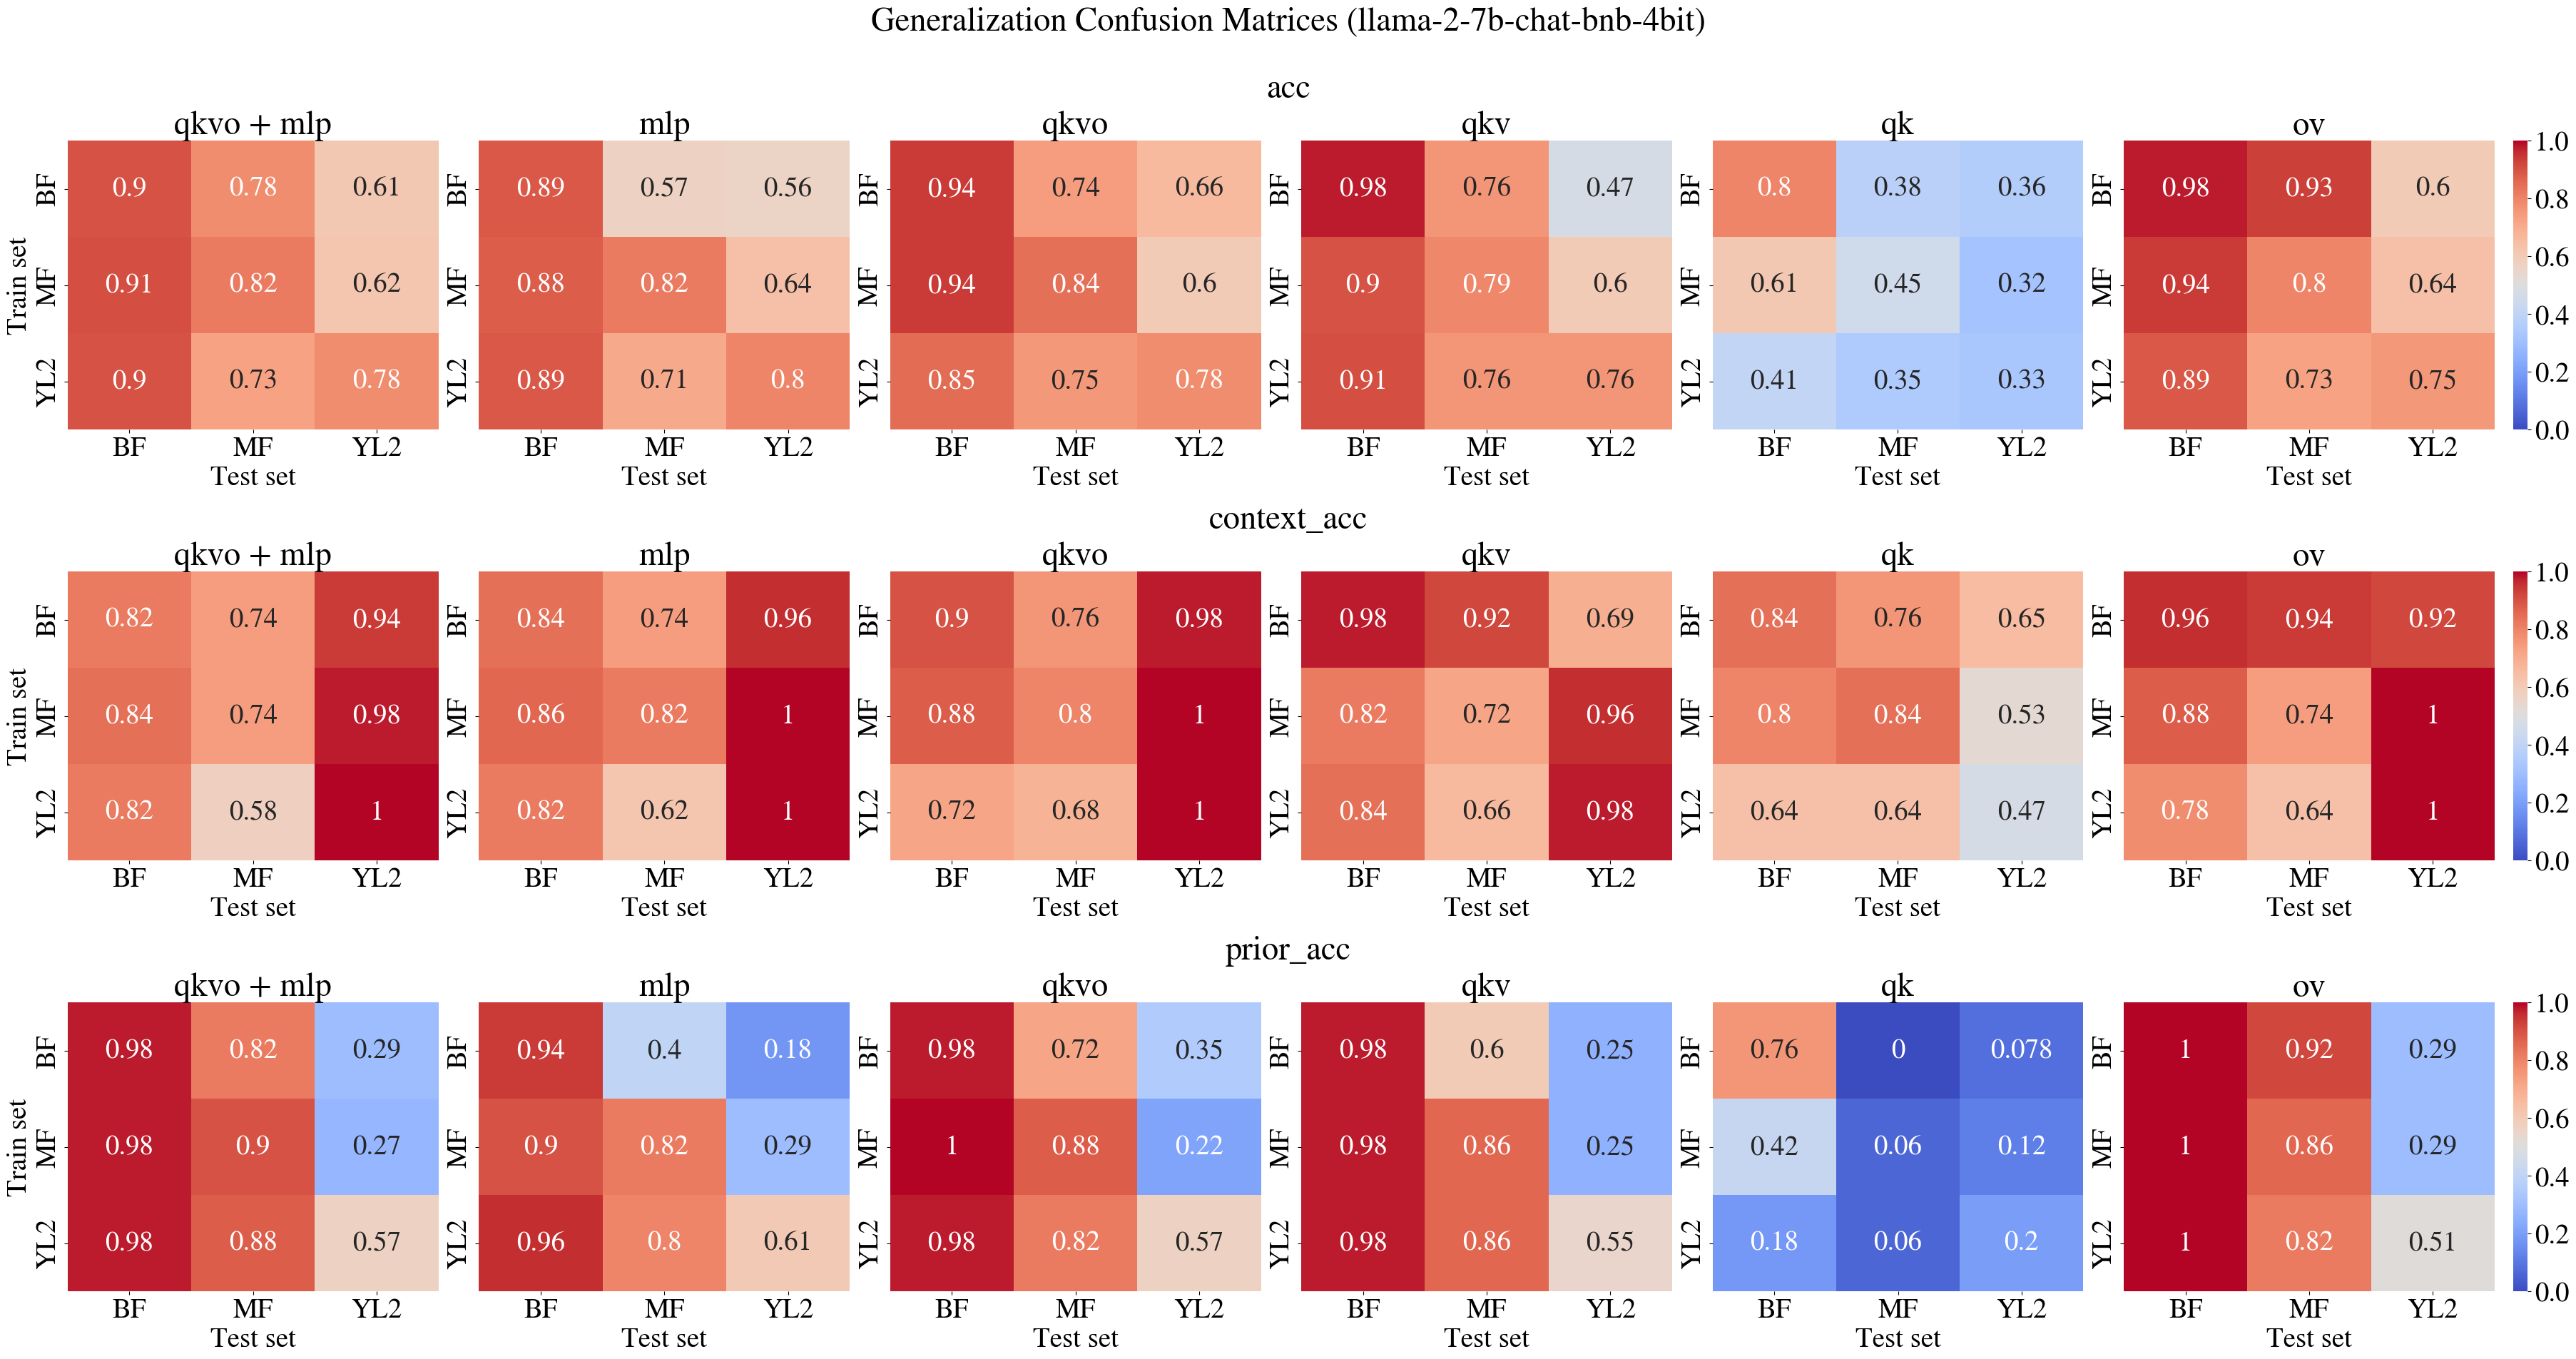 Generalization Confusion Matrices (llama-2-7b-chat-bnb-4bit)
acc
qkvo + mlp mlp qkvo qkv qk ov
Train set
BF 0.9 0.78 0.61 BF 0.89 0.57 0.56 BF 0.94 0.74 0.66 BF 0.98 0.76 0.47 BF 0.8 0.38 0.36 BF 0.98 0.93 0.6
MF 0.91 0.82 0.62 MF 0.88 0.82 0.64 MF 0.94 0.84 0.6 MF 0.9 0.79 0.6 MF 0.61 0.45 0.32 MF 0.94 0.8 0.64
YL2 0.9 0.73 0.78 YL2 0.89 0.71 0.8 YL2 0.85 0.75 0.78 YL2 0.91 0.76 0.76 YL2 0.41 0.35 0.33 YL2 0.89 0.73 0.75
BF MF YL2 BF MF YL2 BF MF YL2 BF MF YL2 BF MF YL2 BF MF YL2
Test set Test set Test set Test set Test set Test set
1.0
0.8
0.6
0.4
0.2
0.0
context_acc
qkvo + mlp mlp qkvo qkv qk ov
Train set
BF 0.82 0.74 0.94 BF 0.84 0.74 0.96 BF 0.9 0.76 0.98 BF 0.98 0.92 0.69 BF 0.84 0.76 0.65 BF 0.96 0.94 0.92
MF 0.84 0.74 0.98 MF 0.86 0.82 1 MF 0.88 0.8 1 MF 0.82 0.72 0.96 MF 0.8 0.84 0.53 MF 0.88 0.74 1
YL2 0.82 0.58 1 YL2 0.82 0.62 1 YL2 0.72 0.68 1 YL2 0.84 0.66 0.98 YL2 0.64 0.64 0.47 YL2 0.78 0.64 1
BF MF YL2 BF MF YL2 BF MF YL2 BF MF YL2 BF MF YL2 BF MF YL2
Test set Test set Test set Test set Test set Test set
1.0
0.8
0.6
0.4
0.2
0.0
prior_acc
qkvo + mlp mlp qkvo qkv qk ov
Train set
BF 0.98 0.82 0.29 BF 0.94 0.4 0.18 BF 0.98 0.72 0.35 BF 0.98 0.6 0.25 BF 0.76 0 0.078 BF 1 0.92 0.29
MF 0.98 0.9 0.27 MF 0.9 0.82 0.29 MF 1 0.88 0.22 MF 0.98 0.86 0.25 MF 0.42 0.06 0.12 MF 1 0.86 0.29
YL2 0.98 0.88 0.57 YL2 0.96 0.8 0.61 YL2 0.98 0.82 0.57 YL2 0.98 0.86 0.55 YL2 0.18 0.06 0.2 YL2 1 0.82 0.51
BF MF YL2 BF MF YL2 BF MF YL2 BF MF YL2 BF MF YL2 BF MF YL2
Test set Test set Test set Test set Test set Test set
1.0
0.8
0.6
0.4
0.2
0.0